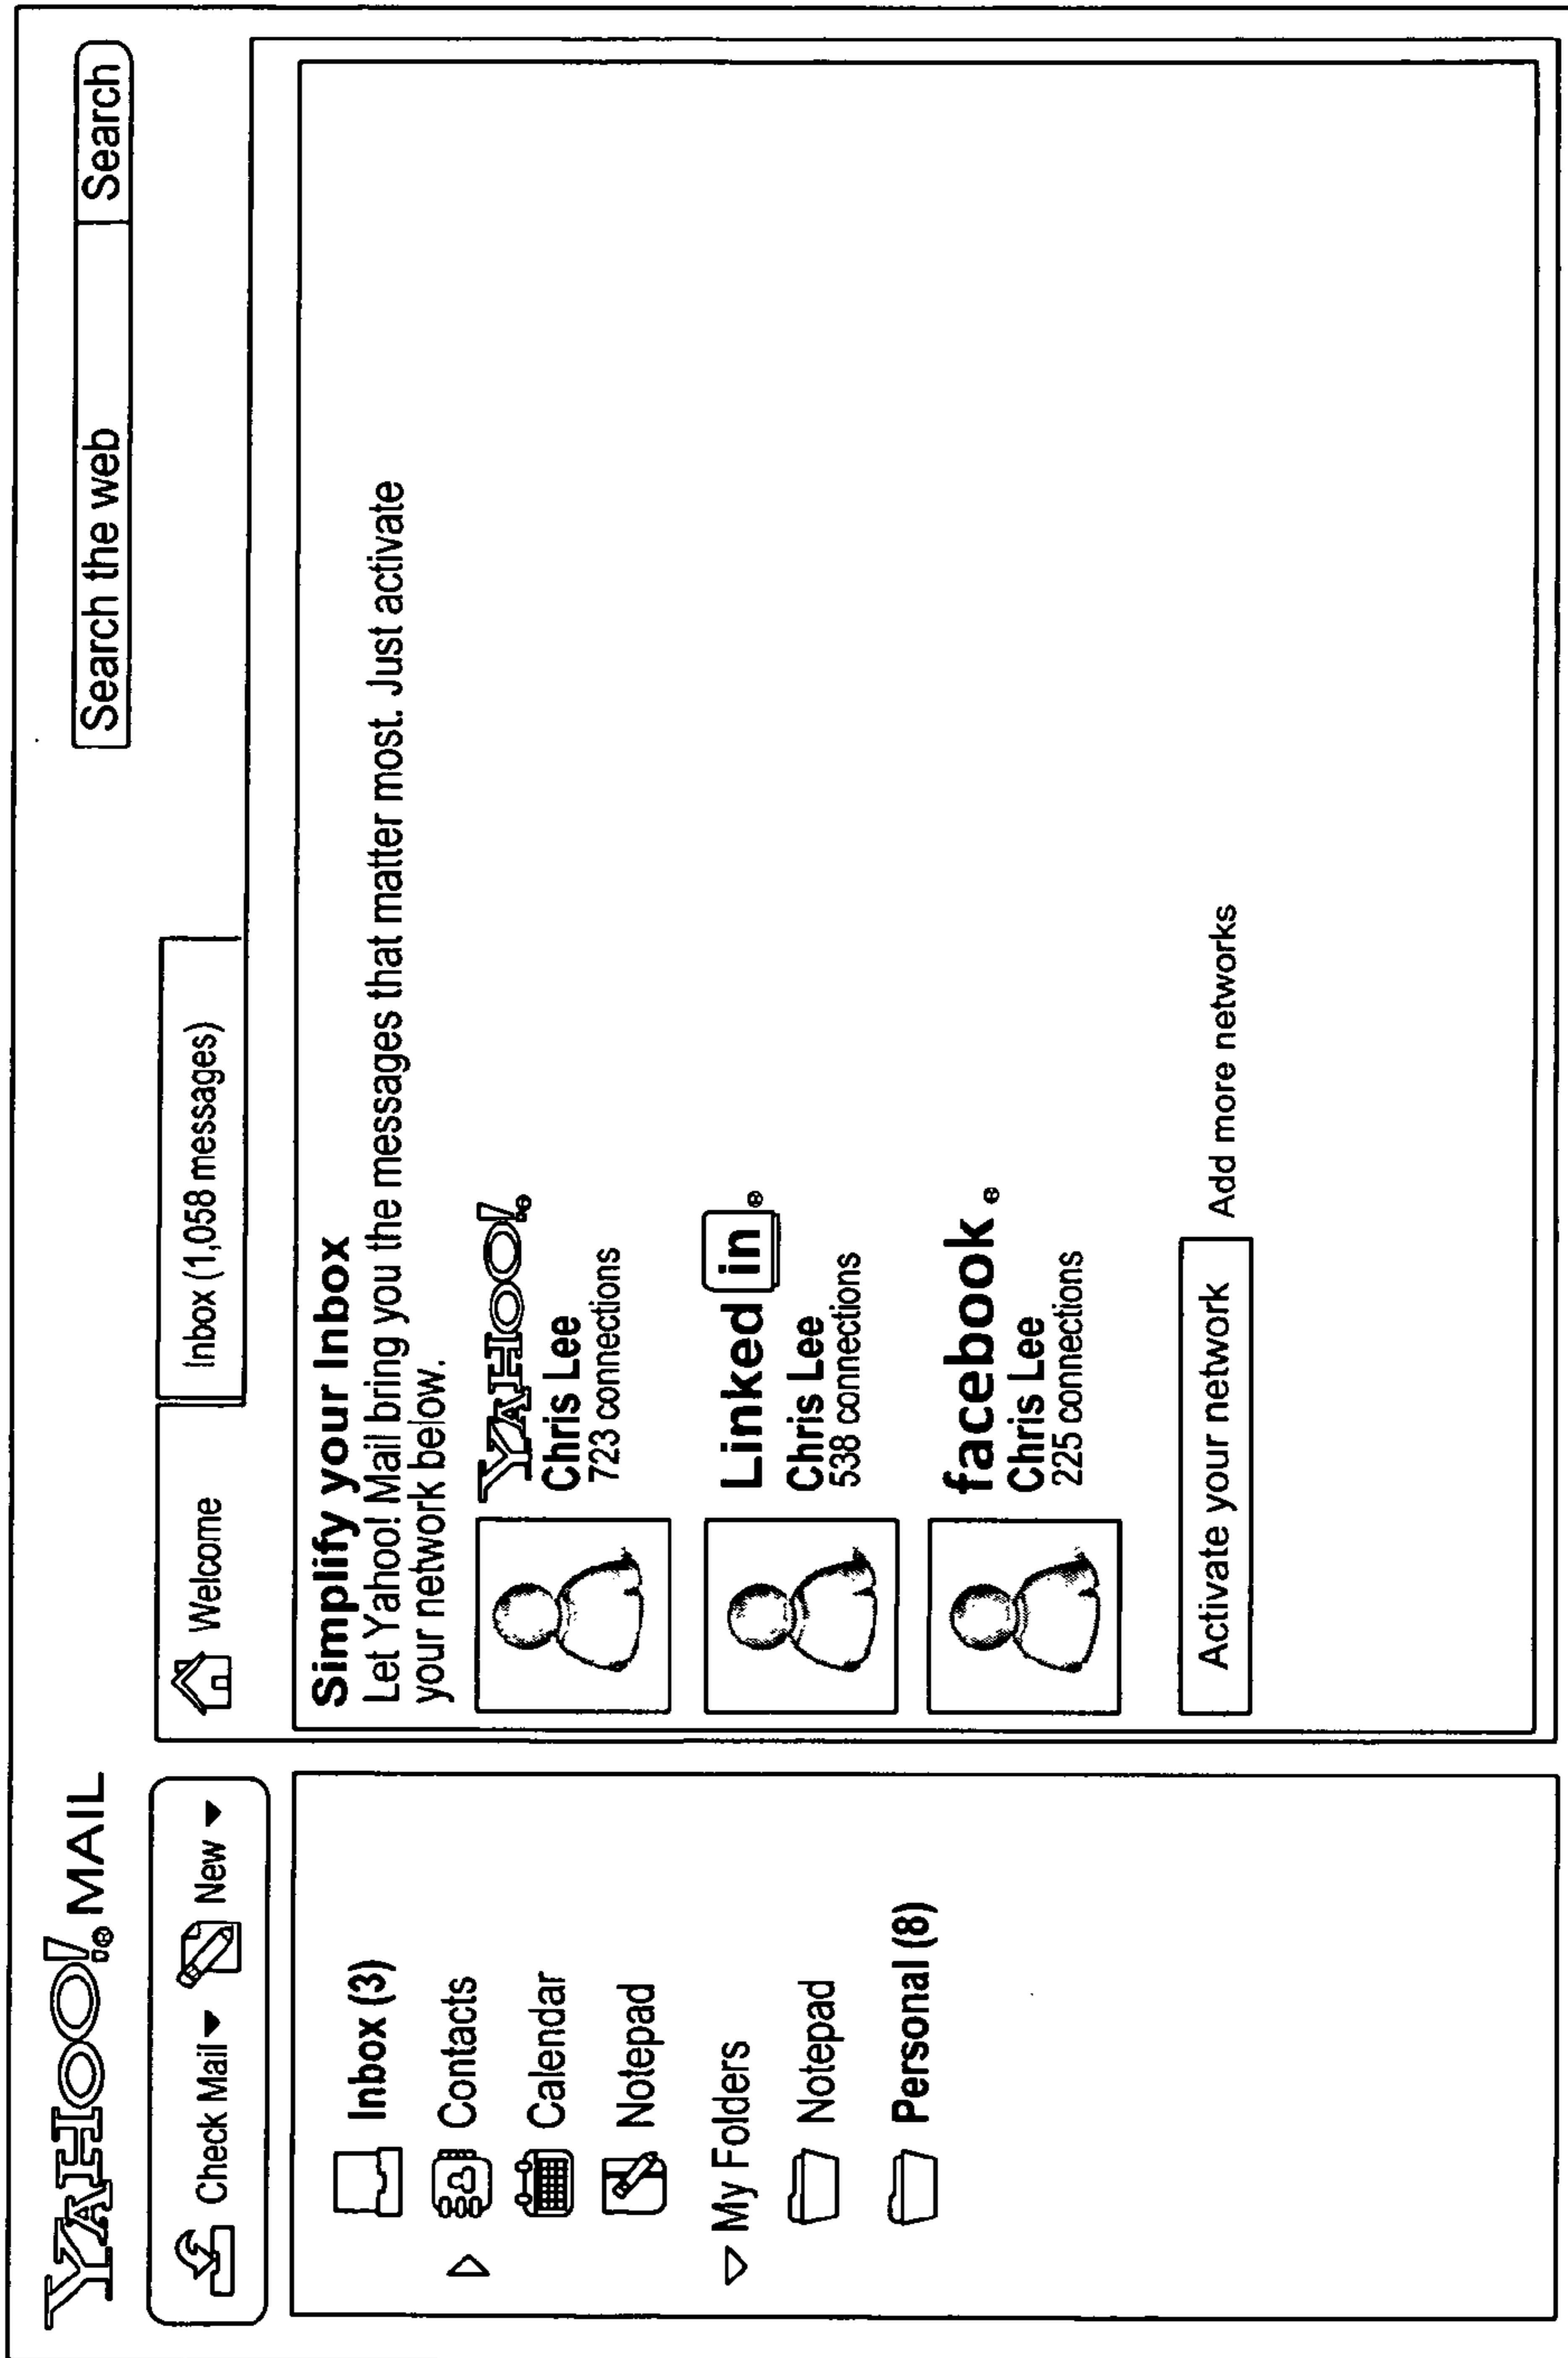 YAHOO!® MAIL
Search the web Search
Check Mail New
Welcome
Inbox (1,058 messages)
Inbox (3)
Contacts
Calendar
Notepad
My Folders
Notepad
Personal (8)
Simplify your Inbox
Let Yahoo! Mail bring you the messages that matter most. Just activate
your network below.
YAHOO!®
Chris Lee
723 connections
Linked in®
Chris Lee
538 connections
facebook®
Chris Lee
225 connections
Activate your network Add more networks